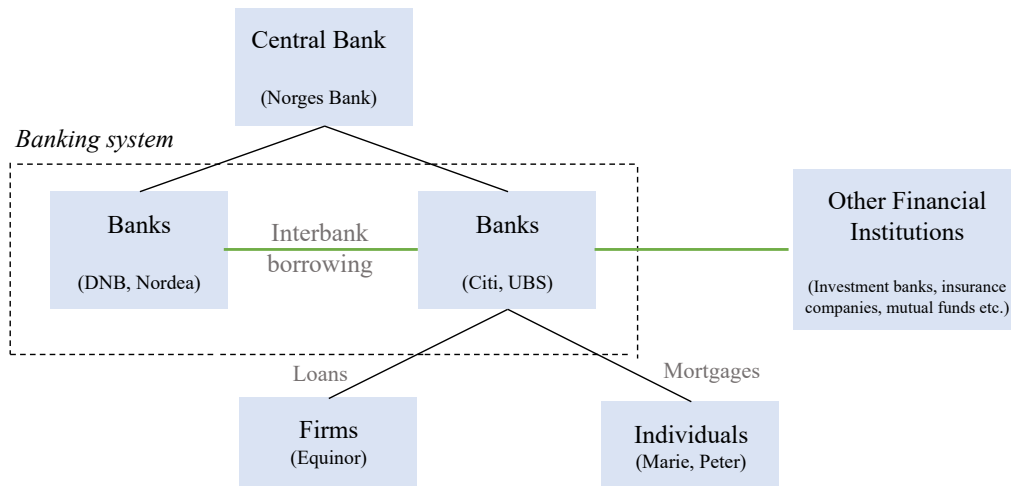 Central Bank
(Norges Bank)
Banking system
Banks
(DNB, Nordea)
Interbank
borrowing
Banks
(Citi, UBS)
Other Financial
Institutions
(Investment banks, insurance
companies, mutual funds etc.)
Loans
Mortgages
Firms
(Equinor)
Individuals
(Marie, Peter)